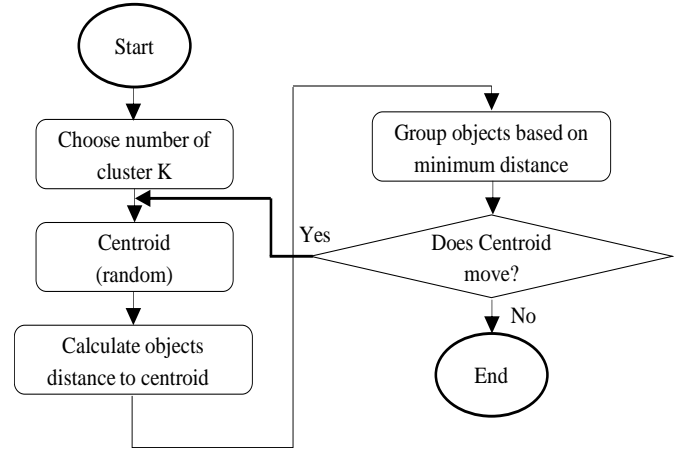 Start
Choose number of
cluster K
Centroid
(random)
Calculate objects
distance to centroid
Group objects based on
minimum distance
Yes
Does Centroid
move?
No
End